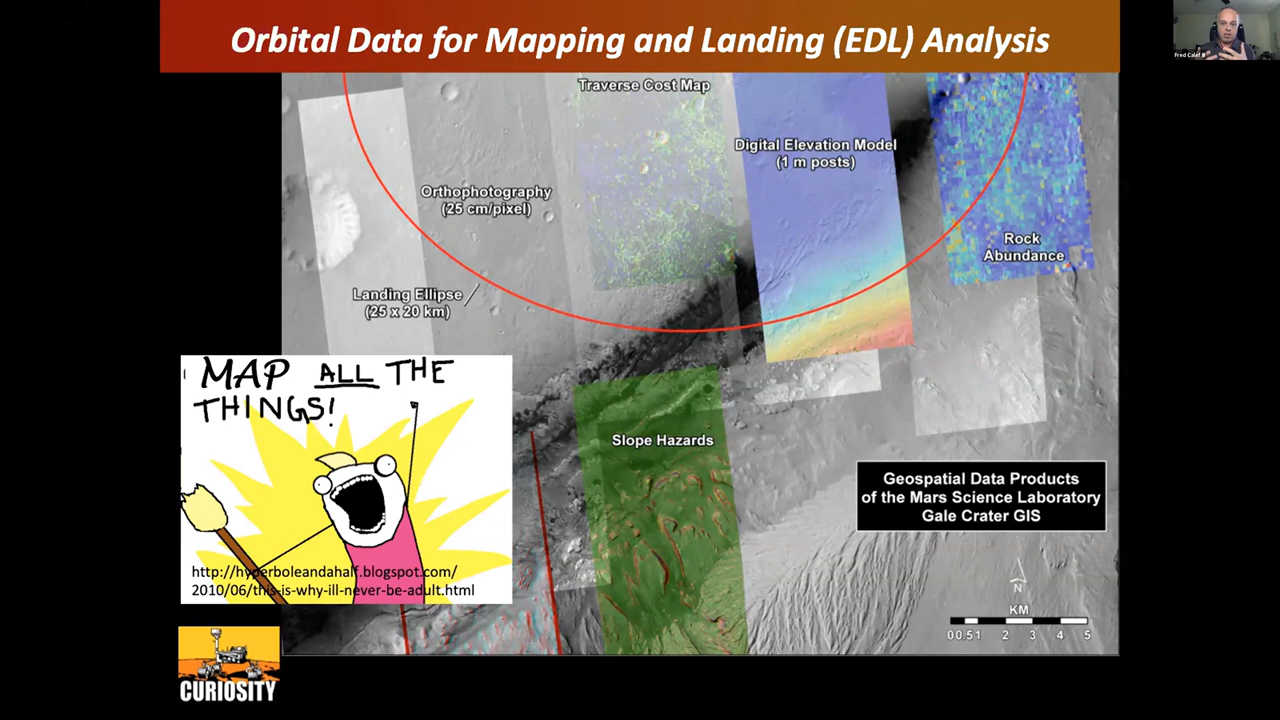 Orbital Data for Mapping and Landing (EDL) Analysis
Fred Calef III
Traverse Cost Map
Digital Elevation Model
(1 m posts)
Orthophotography
(25 cm/pixel)
Rock
Abundance
Landing Ellipse
(25 x 20 km)
MAP ALL THE
THINGS!
Slope Hazards
Geospatial Data Products
of the Mars Science Laboratory
Gale Crater GIS
http://hyperboleandahalf.blogspot.com/
2010/06/this-is-why-ill-never-be-adult.html
N
KM
0 0.5 1 2 3 4 5
CURIOSITY